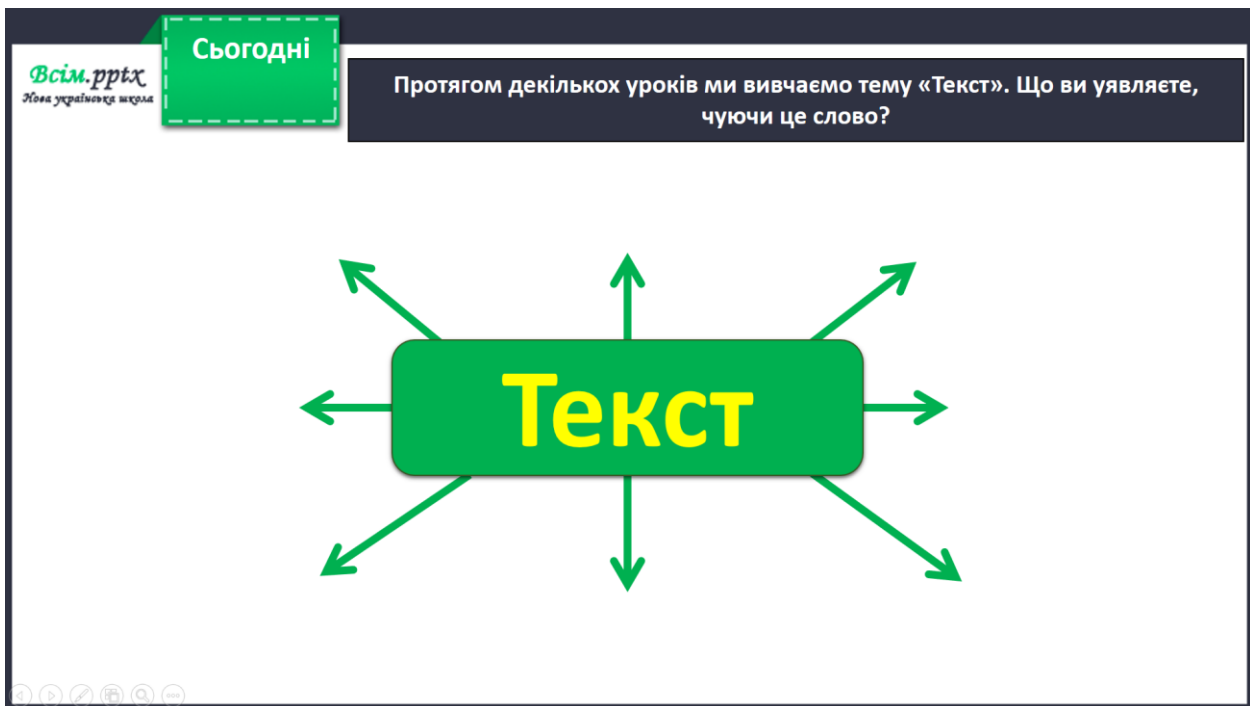 Сьогодні
Всім.pptx
Нова українська школа
Протягом декількох уроків ми вивчаємо тему «Текст». Що ви уявляєте,
чуючи це слово?
Текст